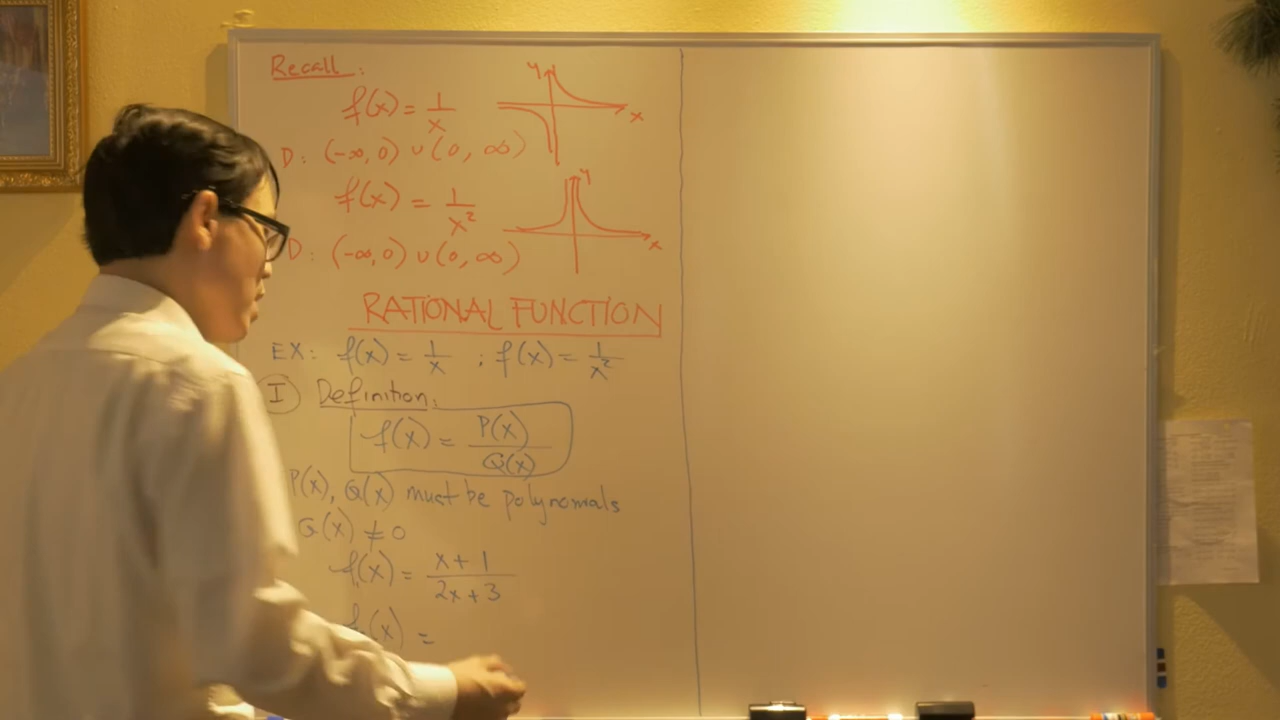 Recall:
f(x) = 1/x
y
x
D: (-∞, 0) ∪ (0, ∞)
f(x) = 1/x²
y
x
D: (-∞, 0) ∪ (0, ∞)
RATIONAL FUNCTION
EX: f(x) = 1/x ; f(x) = 1/x²
I Definition:
f(x) = P(x)/Q(x)
P(x), Q(x) must be polynomials
Q(x) ≠ 0
f(x) = x+1/2x+3
f(x) =